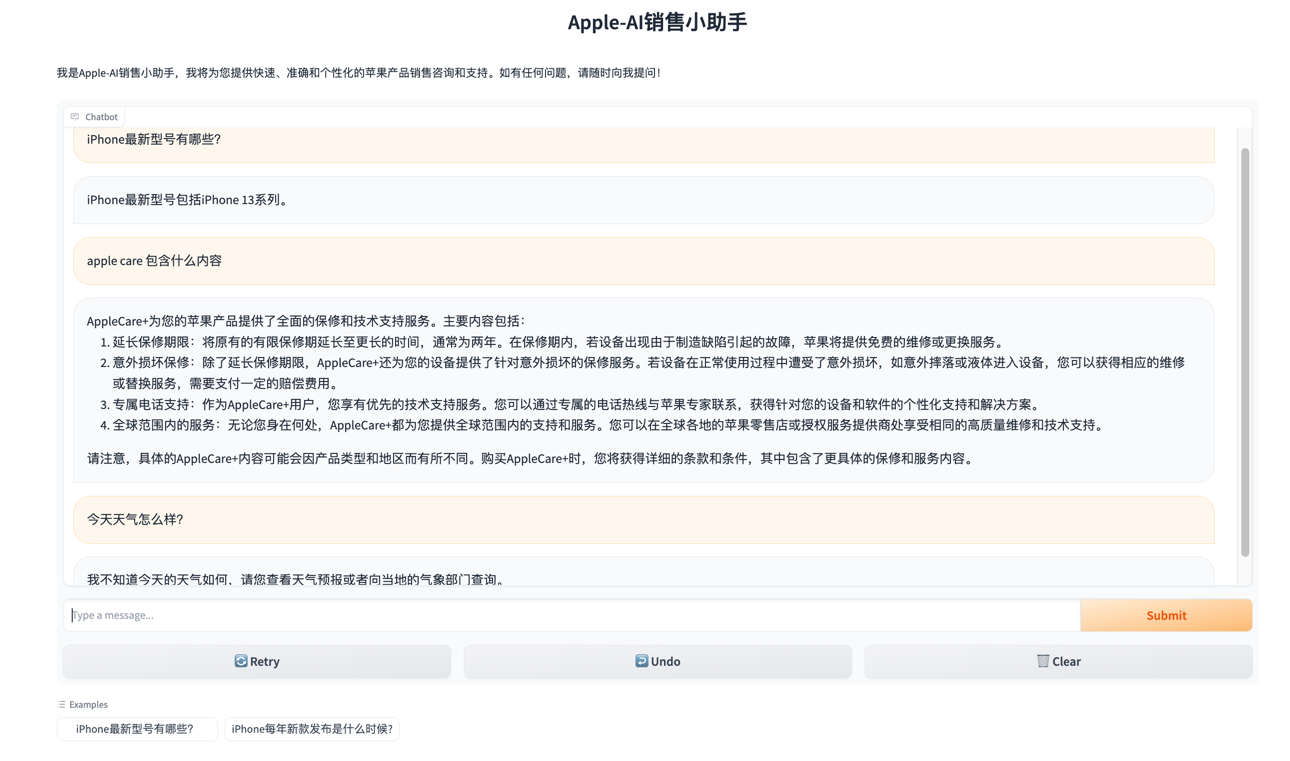 Apple-AI销售小助手
我是Apple-AI销售小助手，我将为您提供快速、准确和个性化的苹果产品销售咨询和支持。如有任何问题，请随时向我提问！
Chatbot
iPhone最新型号有哪些？
iPhone最新型号包括iPhone 13系列。
apple care 包含什么内容
AppleCare+为您的苹果产品提供了全面的保修和技术支持服务。主要内容包括：
1. 延长保修期限：将原有的有限保修期延长至更长的时间，通常为两年。在保修期内，若设备出现由于制造缺陷引起的故障，苹果将提供免费的维修或更换服务。
2. 意外损坏保修：除了延长保修期限，AppleCare+还为您的设备提供了针对意外损坏的保修服务。若设备在正常使用过程中遭受了意外损坏，如意外摔落或液体进入设备，您可以获得相应的维修
或替换服务，需要支付一定的赔偿费用。
3. 专属电话支持：作为AppleCare+用户，您享有优先的技术支持服务。您可以通过专属的电话热线与苹果专家联系，获得针对您的设备和软件的个性化支持和解决方案。
4. 全球范围内的服务：无论您身在何处，AppleCare+都为您提供全球范围内的支持和服务。您可以在全球各地的苹果零售店或授权服务提供商处享受相同的高质量维修和技术支持。
请注意，具体的AppleCare+内容可能会因产品类型和地区而有所不同。购买AppleCare+时，您将获得详细的条款和条件，其中包含了更具体的保修和服务内容。
今天天气怎么样？
我不知道今天的天气如何，请您查看天气预报或者向当地的气象部门查询。
Type a message...
Submit
Retry
Undo
Clear
Examples
iPhone最新型号有哪些？
iPhone每年新款发布是什么时候？